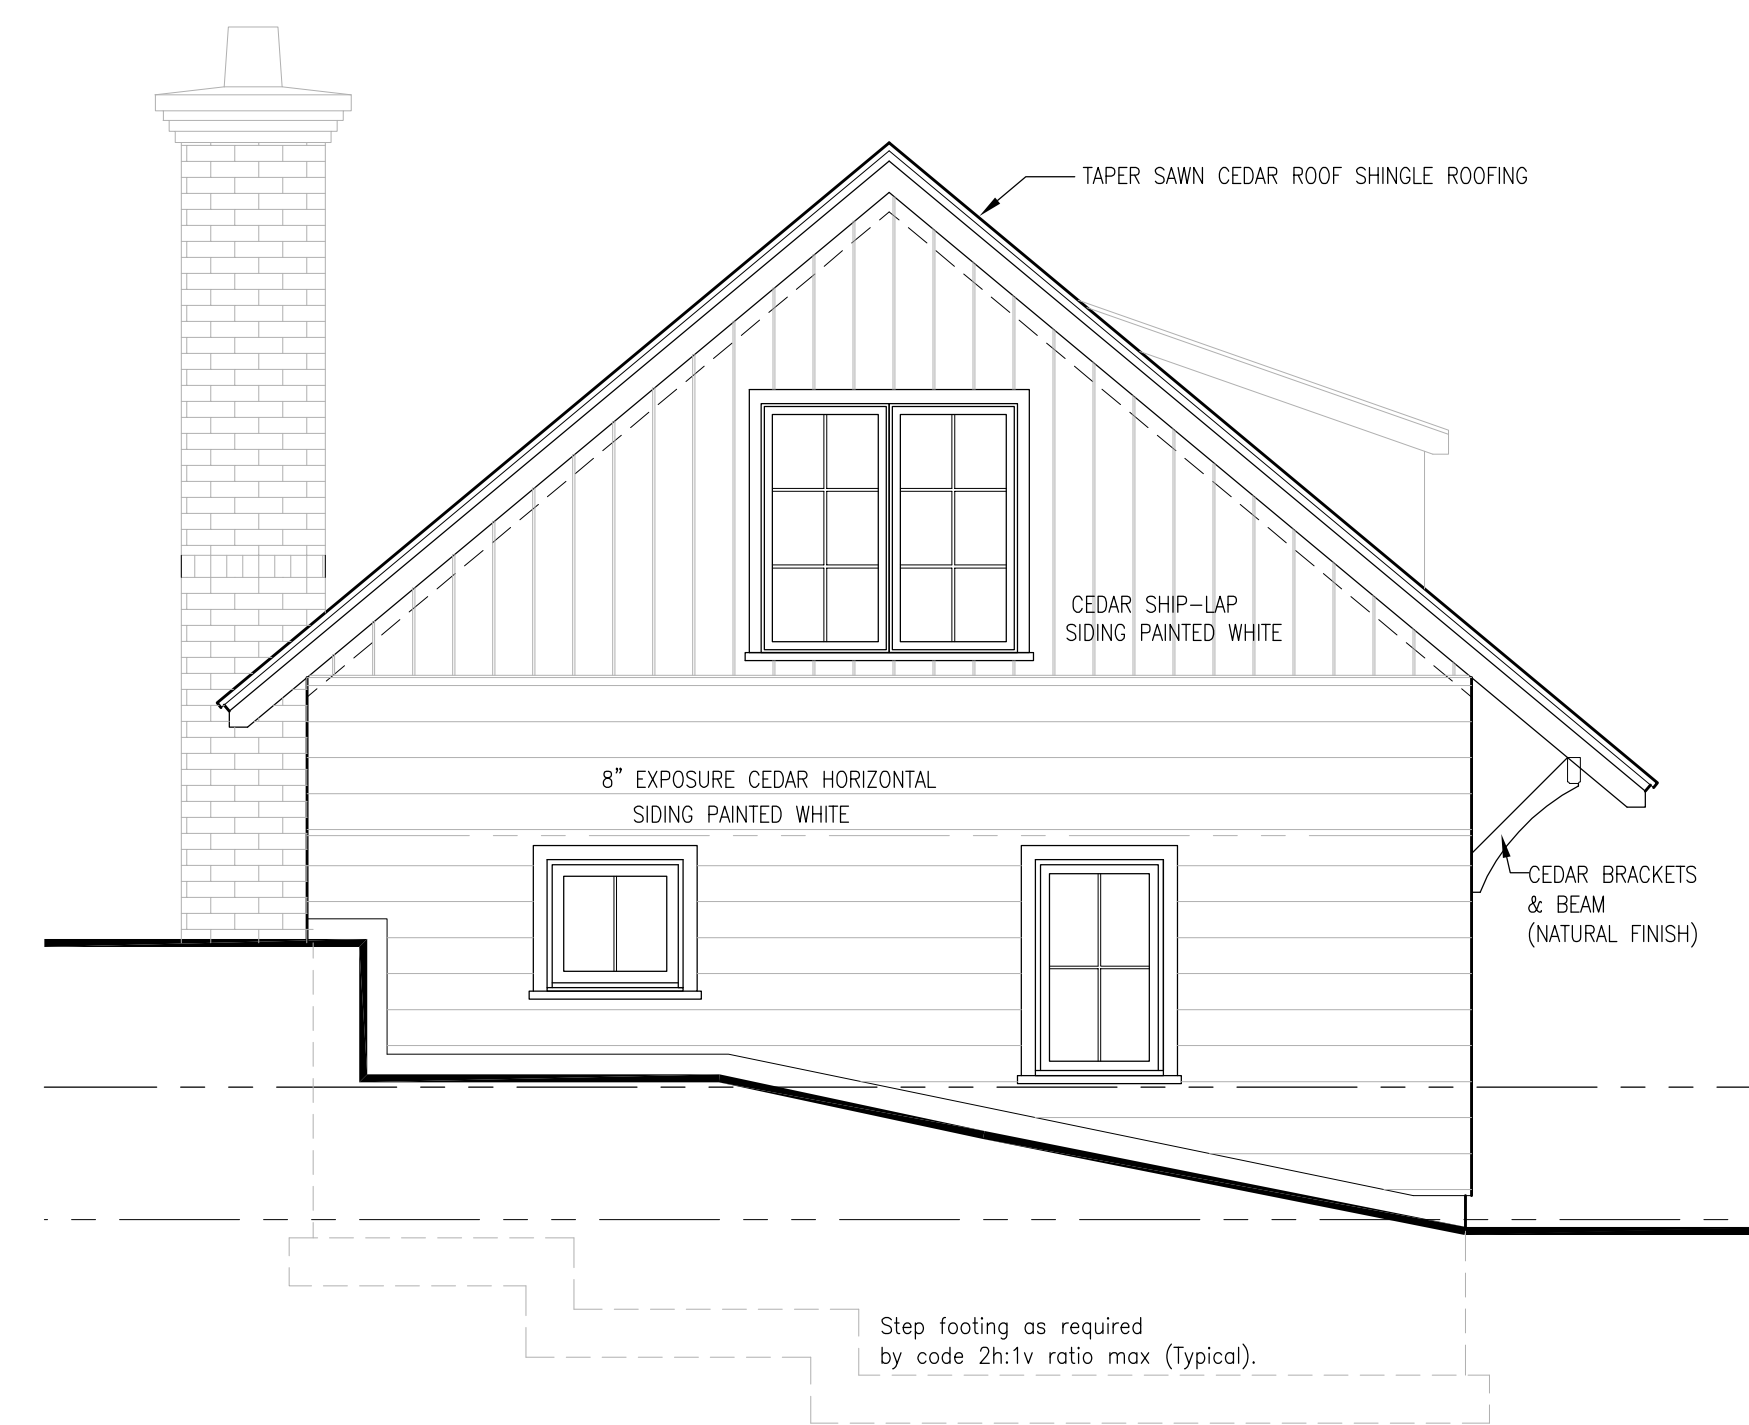 TAPER SAWN CEDAR ROOF SHINGLE ROOFING
CEDAR SHIP-LAP
SIDING PAINTED WHITE
8" EXPOSURE CEDAR HORIZONTAL
SIDING PAINTED WHITE
CEDAR BRACKETS
& BEAM
(NATURAL FINISH)
Step footing as required
by code 2h:1v ratio max (Typical).